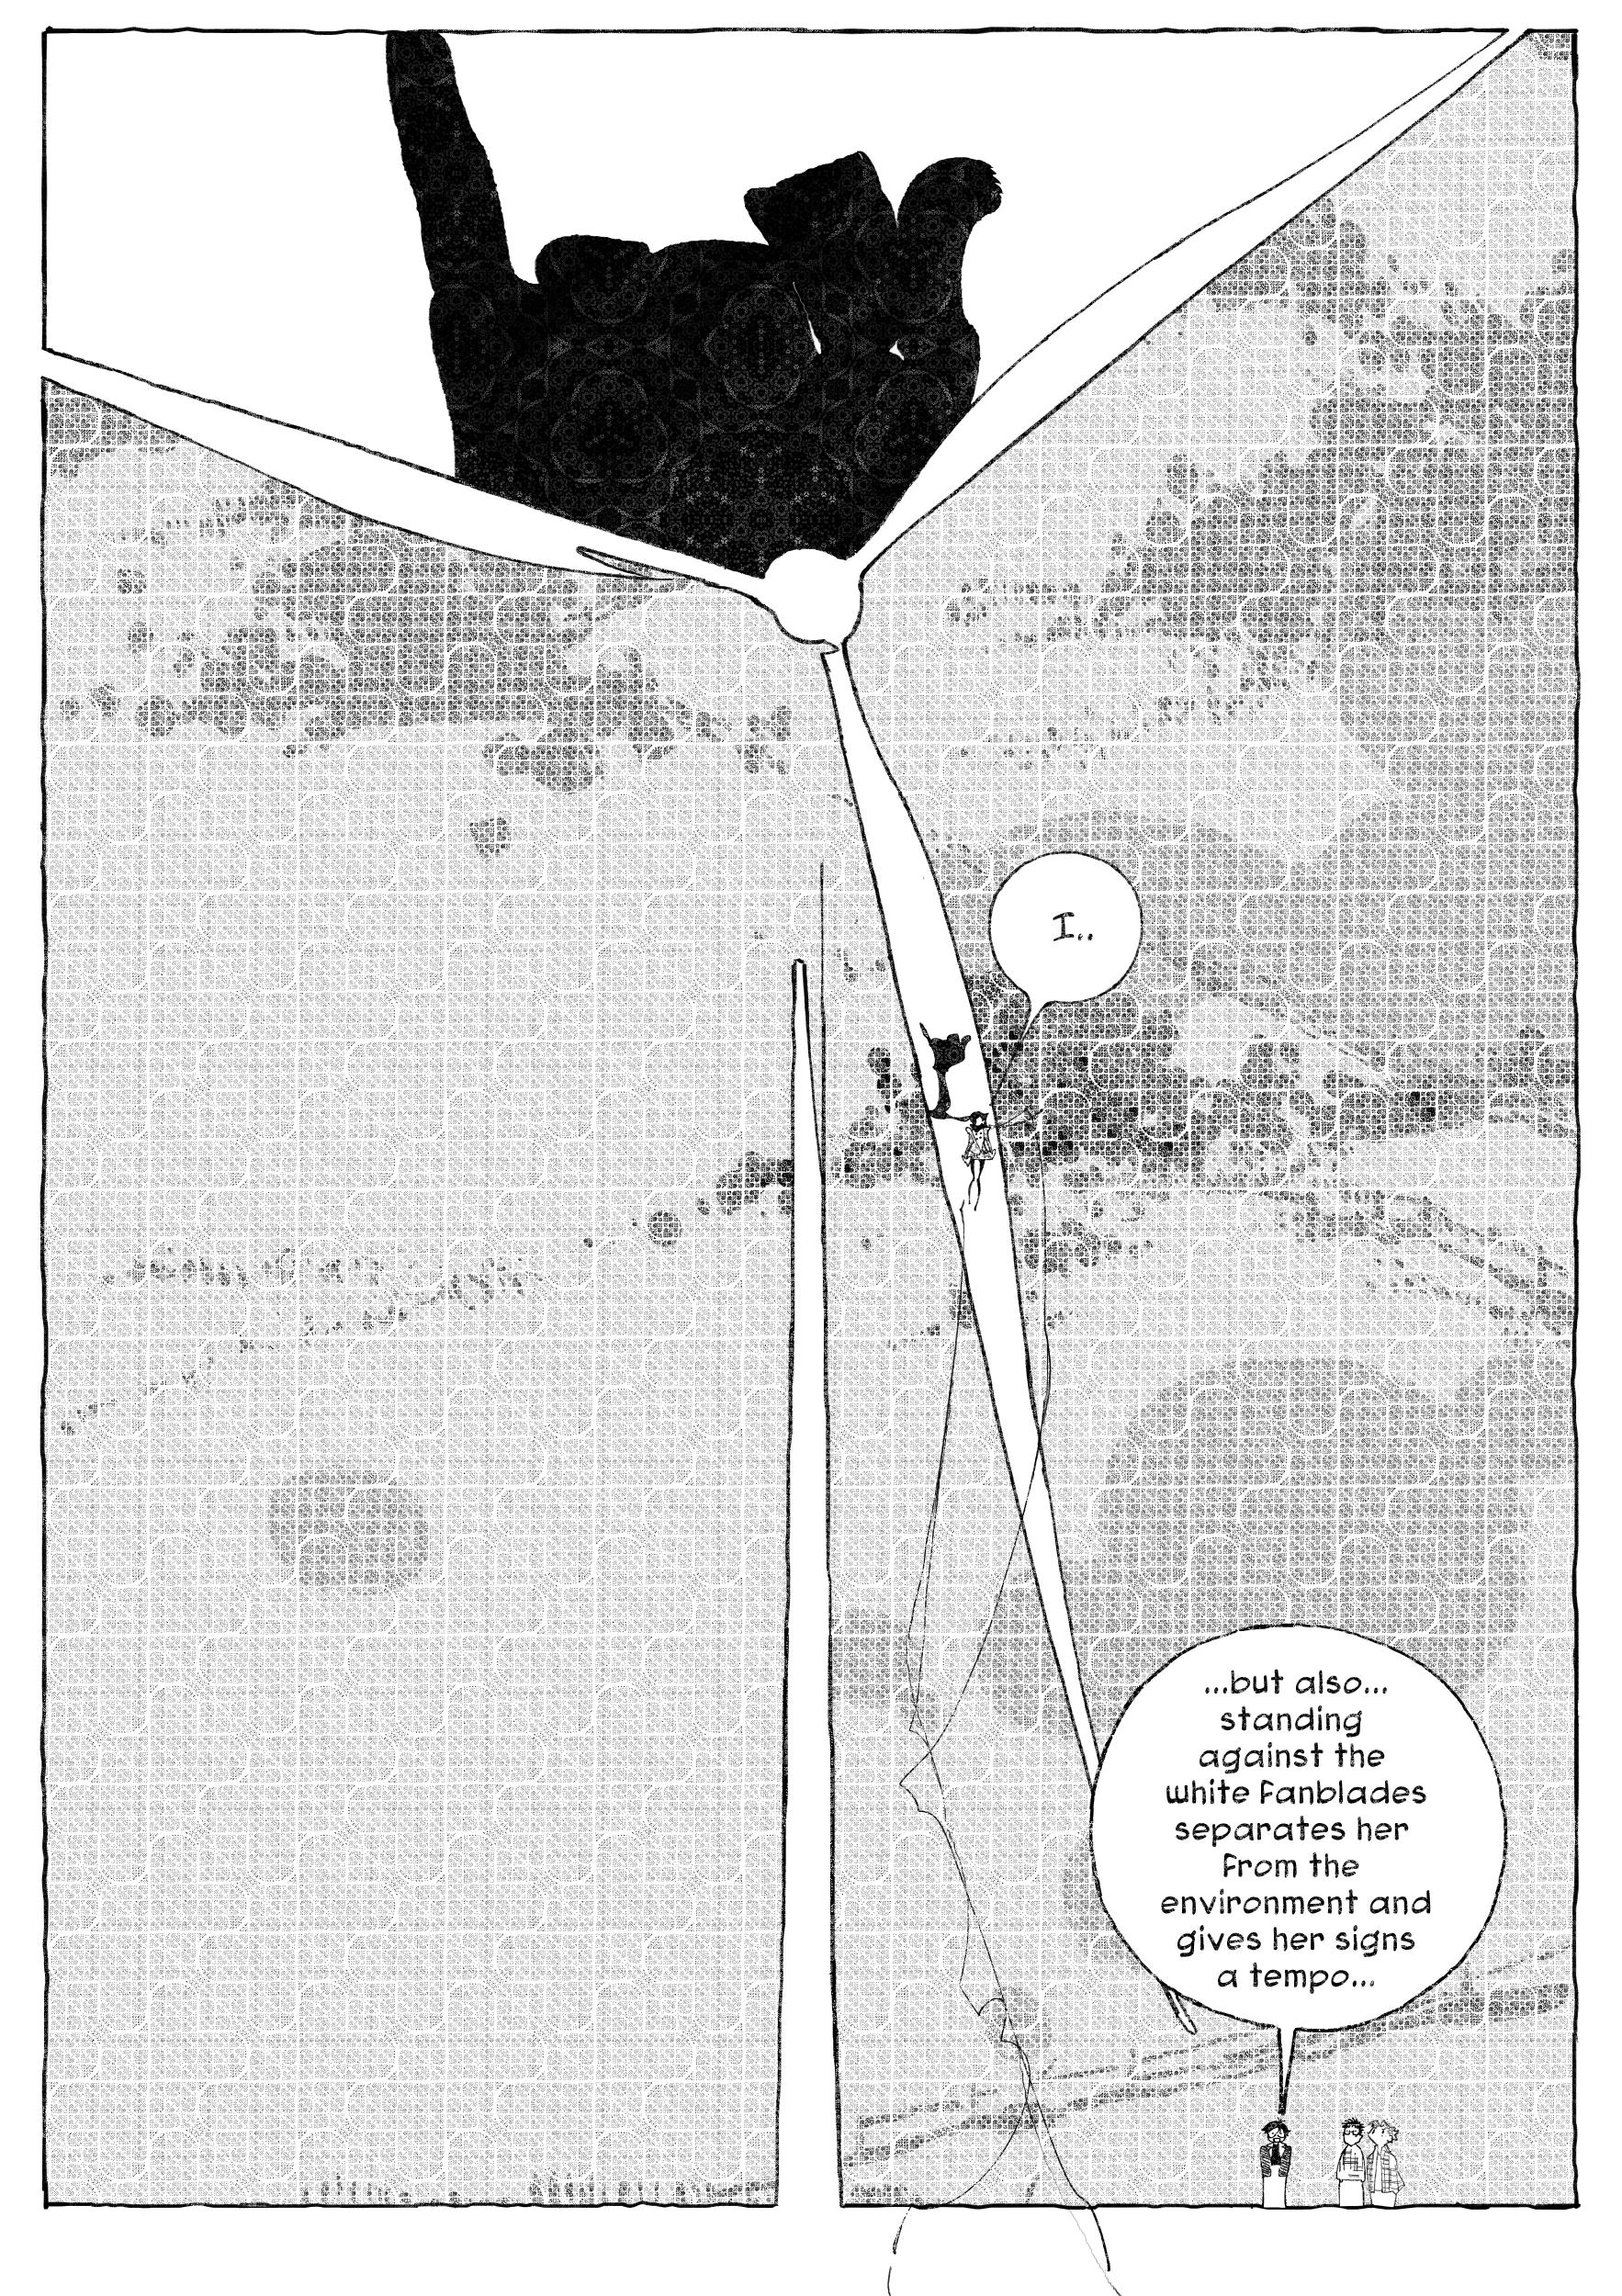 I..
...but also...
standing
against the
white fanblades
separates her
from the
environment and
gives her signs
a tempo...